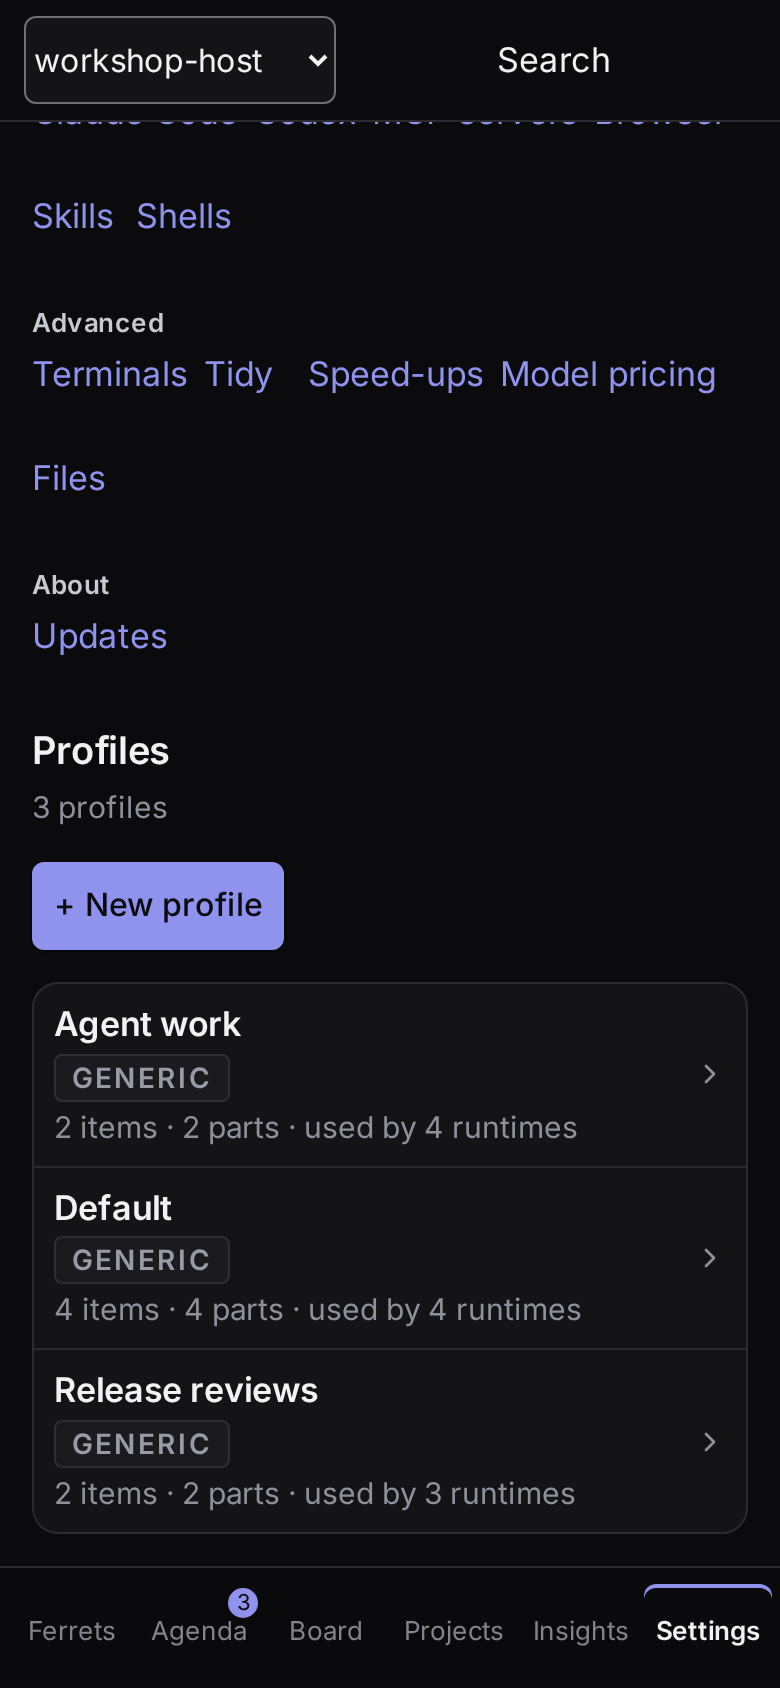 workshop-host
Search
Skills Shells
Advanced
Terminals Tidy Speed-ups Model pricing
Files
About
Updates
Profiles
3 profiles
+ New profile
Agent work
GENERIC
2 items · 2 parts · used by 4 runtimes
Default
GENERIC
4 items · 4 parts · used by 4 runtimes
Release reviews
GENERIC
2 items · 2 parts · used by 3 runtimes
3
Ferrets Agenda Board Projects Insights Settings